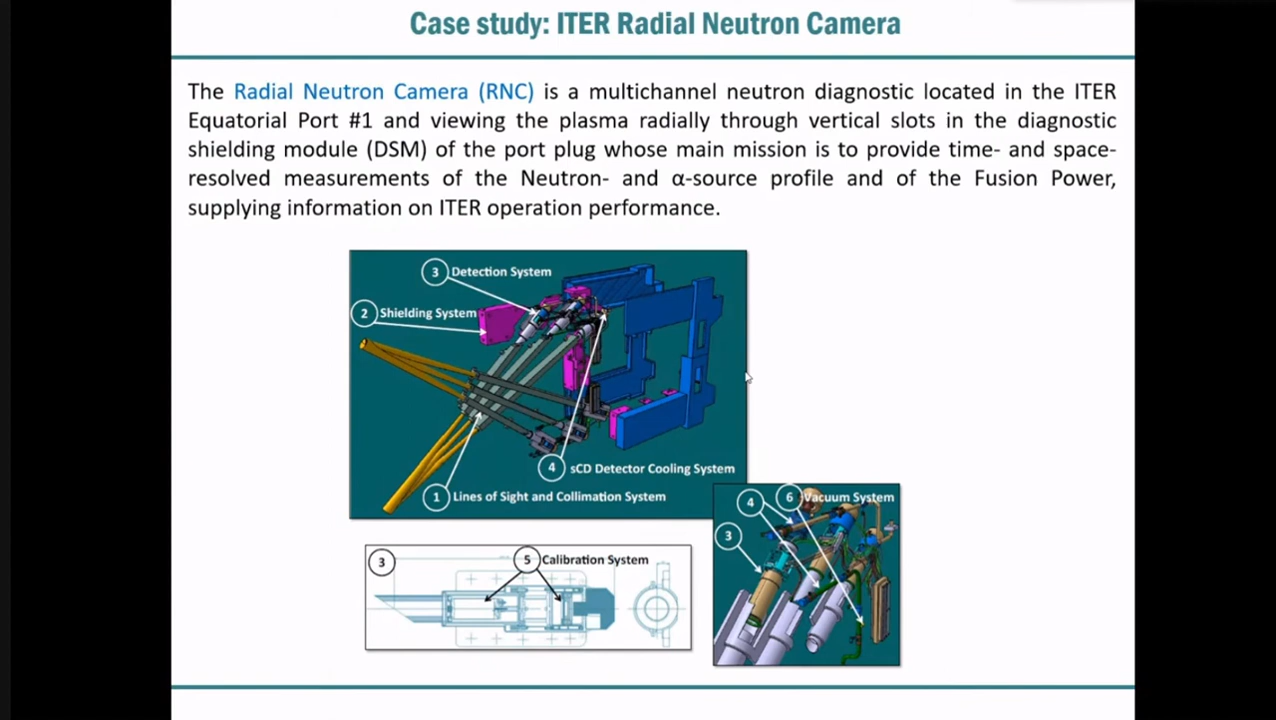 Case study: ITER Radial Neutron Camera
The Radial Neutron Camera (RNC) is a multichannel neutron diagnostic located in the ITER
Equatorial Port #1 and viewing the plasma radially through vertical slots in the diagnostic
shielding module (DSM) of the port plug whose main mission is to provide time- and space-
resolved measurements of the Neutron- and α-source profile and of the Fusion Power,
supplying information on ITER operation performance.
3 Detection System
2 Shielding System
4 sCD Detector Cooling System
1 Lines of Sight and Collimation System
3
5 Calibration System
4
6 Vacuum System
3